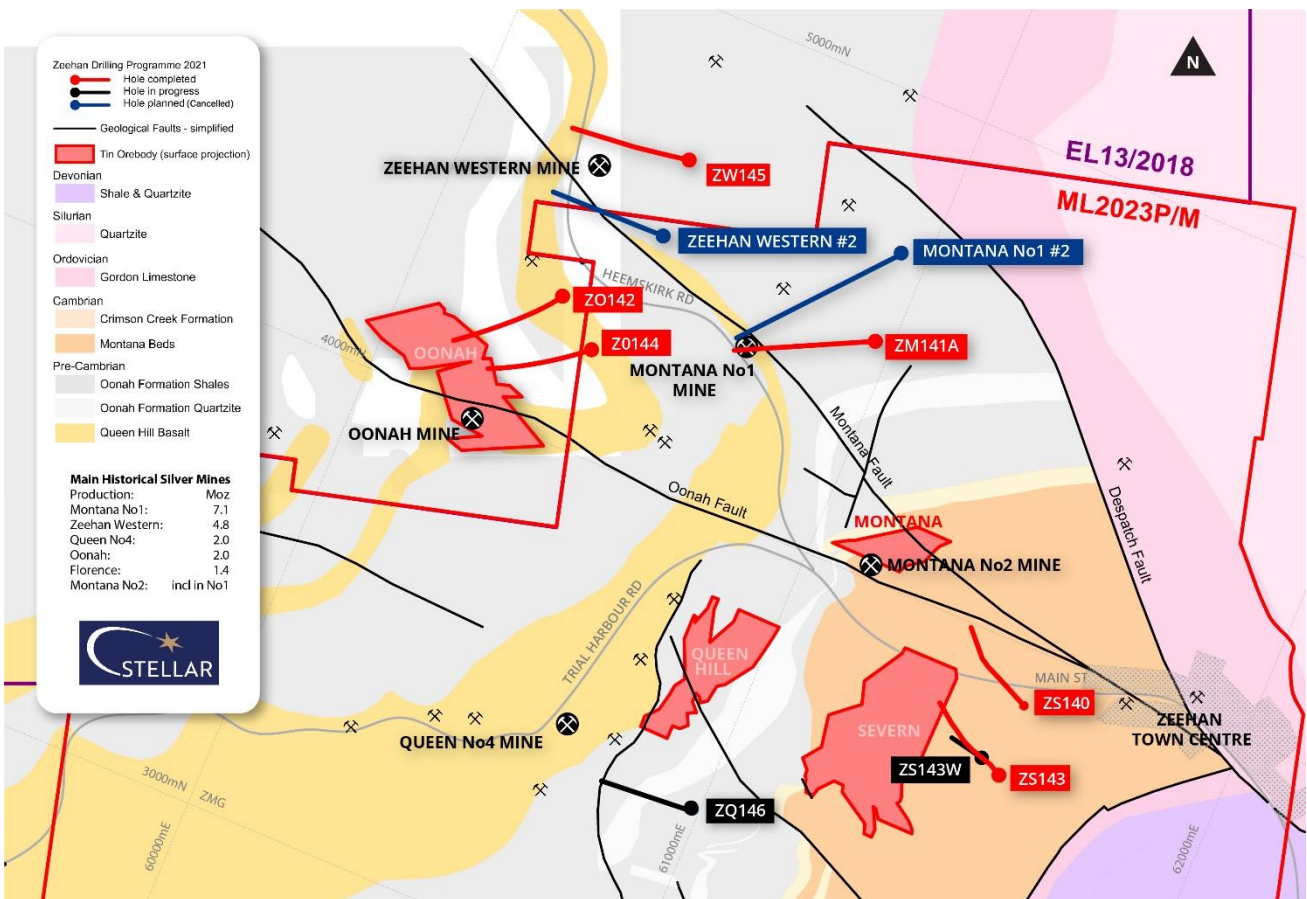 Zeehan Drilling Programme 2021
Hole completed
Hole in progress
Hole planned (Cancelled)
Geological Faults - simplified
Tin Orebody (surface projection)
Devonian
Shale & Quartzite
Silurian
Quartzite
Ordovician
Gordon Limestone
Cambrian
Crimson Creek Formation
Montana Beds
Pre-Cambrian
Oonah Formation Shales
Oonah Formation Quartzite
Queen Hill Basalt
Main Historical Silver Mines
Production: Moz
Montana No1: 7.1
Zeehan Western: 4.8
Queen No4: 2.0
Oonah: 2.0
Florence: 1.4
Montana No2: incl in No1
STELLAR
5000mN
N
EL13/2018
ML2023P/M
ZEEHAN WESTERN MINE
ZW145
ZEEHAN WESTERN #2
MONTANA No1 #2
HEEMSKIRK RD
ZO142
Z0144
ZM141A
4000mN
OONAH
MONTANA No1
MINE
OONAH MINE
Montana Fault
Oonah Fault
Despatch Fault
MONTANA
MONTANA No2 MINE
TRIAL HARBOUR RD
QUEEN
HILL
MAIN ST
ZS140
ZEEHAN
TOWN CENTRE
SEVERN
QUEEN No4 MINE
ZS143W
ZS143
3000mN
ZMG
ZQ146
60000mE
61000mE
62000mE